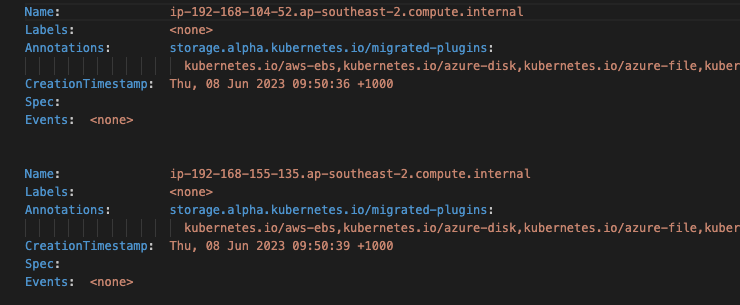 Name:               ip-192-168-104-52.ap-southeast-2.compute.internal
Labels:             <none>
Annotations:        storage.alpha.kubernetes.io/migrated-plugins:
                      kubernetes.io/aws-ebs,kubernetes.io/azure-disk,kubernetes.io/azure-file,kuber
CreationTimestamp:  Thu, 08 Jun 2023 09:50:36 +1000
Spec:
Events:  <none>
Name:               ip-192-168-155-135.ap-southeast-2.compute.internal
Labels:             <none>
Annotations:        storage.alpha.kubernetes.io/migrated-plugins:
                      kubernetes.io/aws-ebs,kubernetes.io/azure-disk,kubernetes.io/azure-file,kuber
CreationTimestamp:  Thu, 08 Jun 2023 09:50:39 +1000
Spec:
Events:  <none>